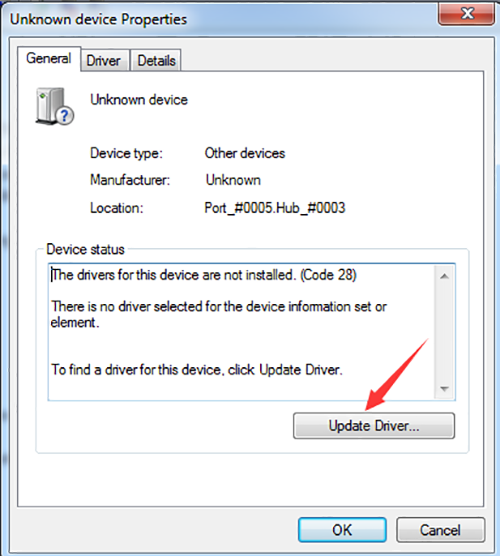 Unknown device Properties
General Driver Details
Unknown device
Device type: Other devices
Manufacturer: Unknown
Location: Port_#0005.Hub_#0003
Device status
The drivers for this device are not installed. (Code 28)
There is no driver selected for the device information set or
element.
To find a driver for this device, click Update Driver.
Update Driver...
OK Cancel